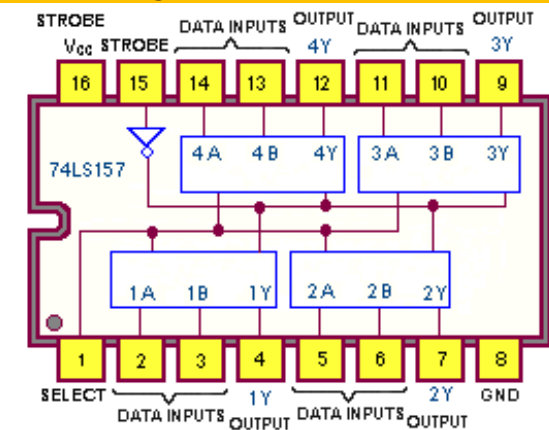 STROBE
V_CC STROBE DATA INPUTS OUTPUT DATA INPUTS OUTPUT
4Y 3Y
16 15 14 13 12 11 10 9
74LS157
4A 4B 4Y 3A 3B 3Y
1A 1B 1Y 2A 2B 2Y
1 2 3 4 5 6 7 8
SELECT 1Y 2Y GND
DATA INPUTS OUTPUT DATA INPUTS OUTPUT